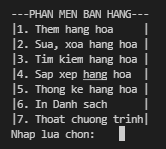 ---PHAN MEN BAN HANG---
|1. Them hang hoa |
|2. Sua, xoa hang hoa |
|3. Tim kiem hang hoa |
|4. Sap xep hang hoa |
|5. Thong ke hang hoa |
|6. In Danh sach |
|7. Thoat chuong trinh|
Nhap lua chon: